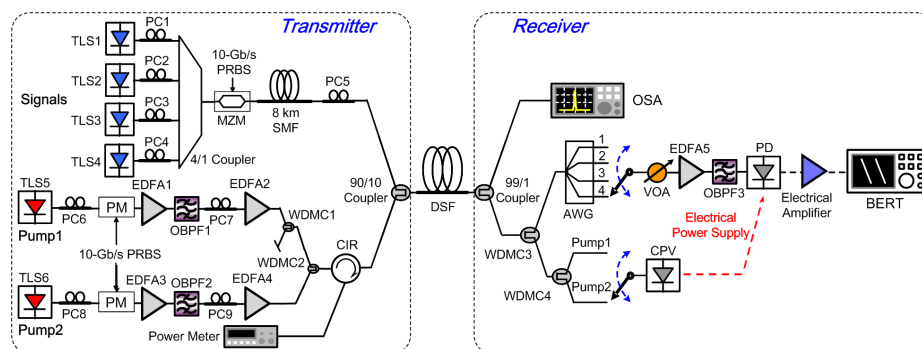 Transmitter
Receiver
TLS1
PC1
TLS2
PC2
Signals
TLS3
PC3
TLS4
PC4
4/1 Coupler
10-Gb/s
PRBS
MZM
8 km
SMF
PC5
TLS5
Pump1
PC6
PM
EDFA1
OBPF1
PC7
EDFA2
WDMC1
10-Gb/s PRBS
WDMC2
CIR
TLS6
Pump2
PC8
PM
EDFA3
OBPF2
PC9
EDFA4
Power Meter
90/10
Coupler
DSF
99/1
Coupler
OSA
1
2
3
4
AWG
VOA
EDFA5
OBPF3
PD
Electrical
Amplifier
BERT
WDMC3
WDMC4
Pump1
Pump2
CPV
Electrical
Power Supply